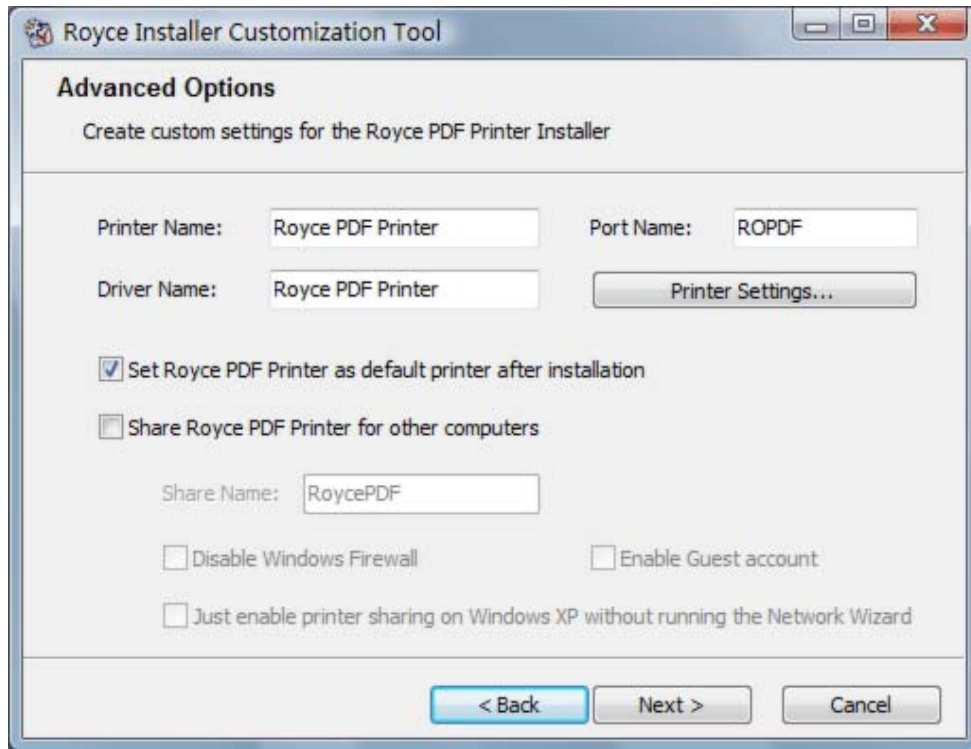 Royce Installer Customization Tool
Advanced Options
Create custom settings for the Royce PDF Printer Installer
Printer Name: Royce PDF Printer Port Name: ROPDF
Driver Name: Royce PDF Printer Printer Settings...
Set Royce PDF Printer as default printer after installation
Share Royce PDF Printer for other computers
Share Name: RoycePDF
Disable Windows Firewall Enable Guest account
Just enable printer sharing on Windows XP without running the Network Wizard
< Back Next > Cancel